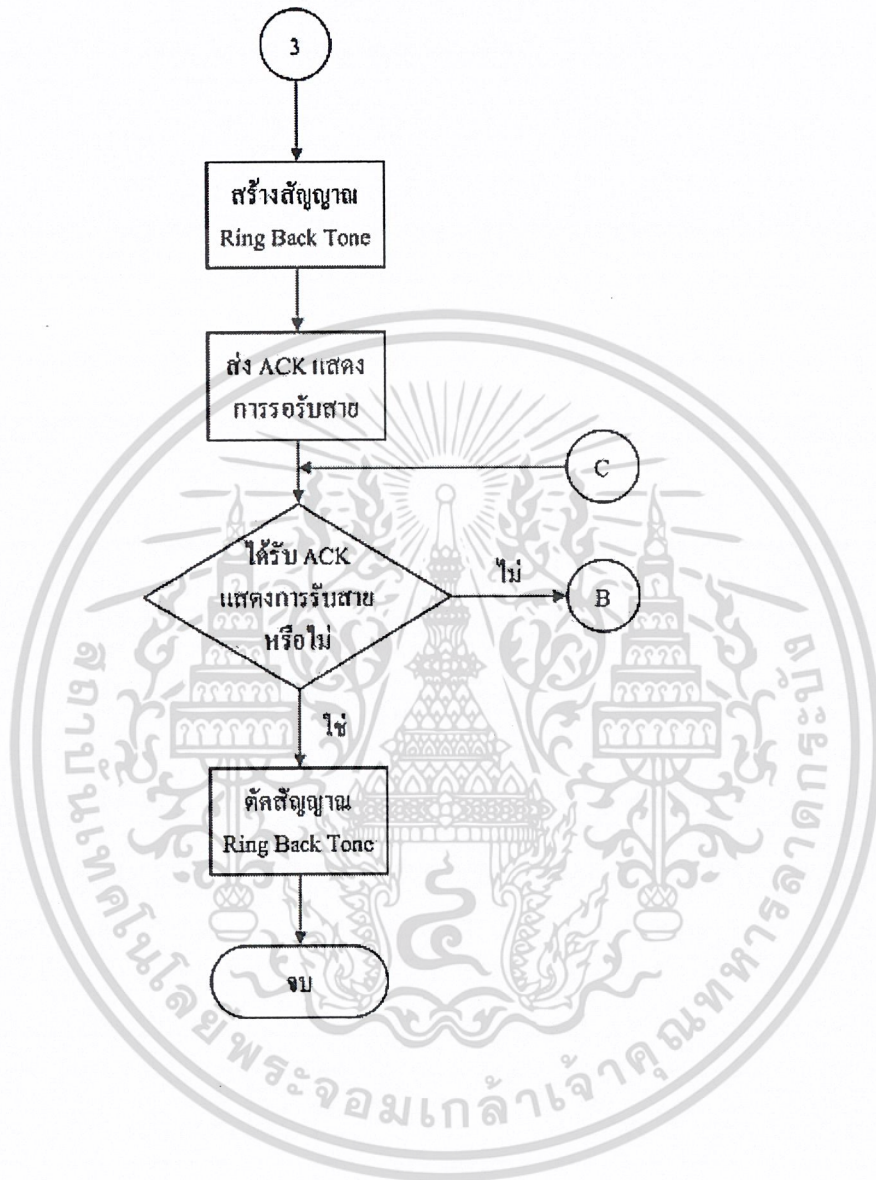 3
สร้างสัญญาณ
Ring Back Tone
ส่ง ACK แสดง
การรอรับสาย
C
ได้รับ ACK
แสดงการรับสาย
หรือไม่
ไม่
B
ใช่
ตัดสัญญาณ
Ring Back Tone
จบ
สถาบันเทคโนโลยีพระจอมเกล้าเจ้าคุณทหารลาดกระบัง